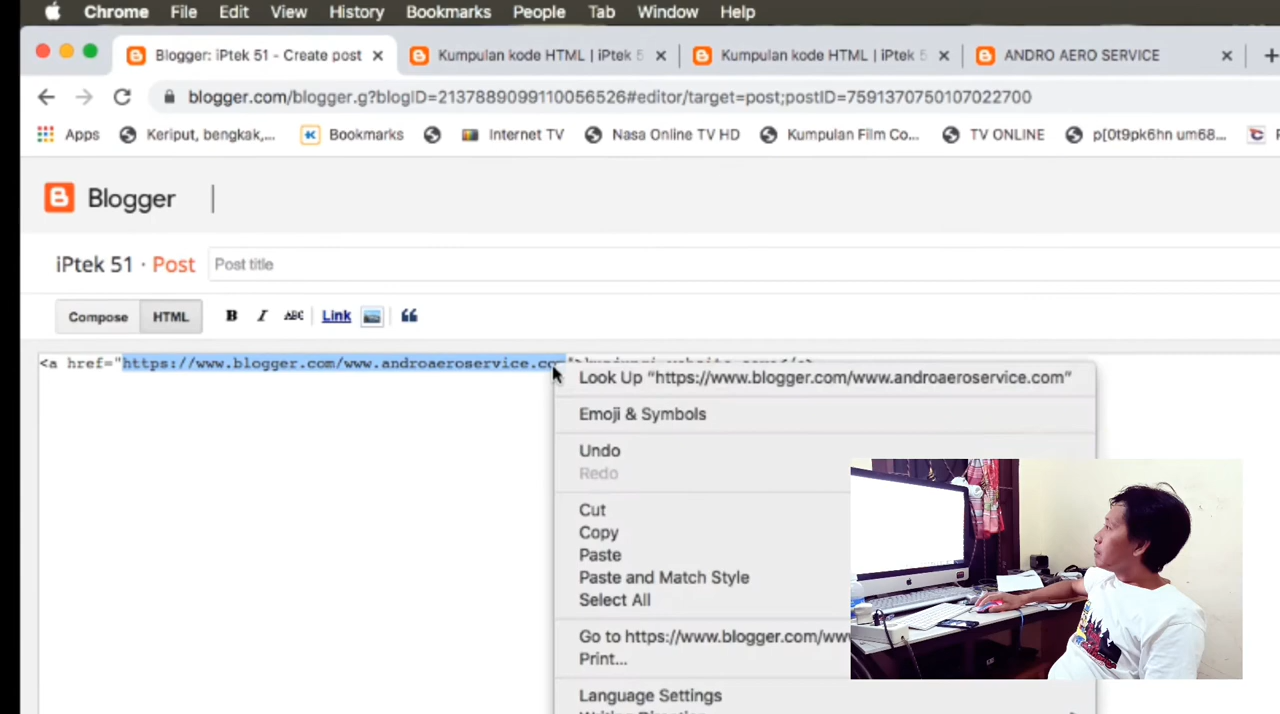 Chrome File Edit View History Bookmarks People Tab Window Help
Blogger: iPtek 51 - Create post Kumpulan kode HTML | iPtek 5 Kumpulan kode HTML | iPtek 5 ANDRO AERO SERVICE
blogger.com/blogger.g?blogID=2137889099110056526#editor/target=post;postID=7591370750107022700
Apps Keriput, bengkak,... Bookmarks Internet TV Nasa Online TV HD Kumpulan Film Co... TV ONLINE p[0t9pk6hn um68...
Blogger
iPtek 51 · Post Post title
Compose HTML B I ABC Link
<a href="https://www.blogger.com/www.androaeroservice.co
Look Up “https://www.blogger.com/www.androaeroservice.com”
Emoji & Symbols
Undo
Redo
Cut
Copy
Paste
Paste and Match Style
Select All
Go to https://www.blogger.com/www
Print...
Language Settings